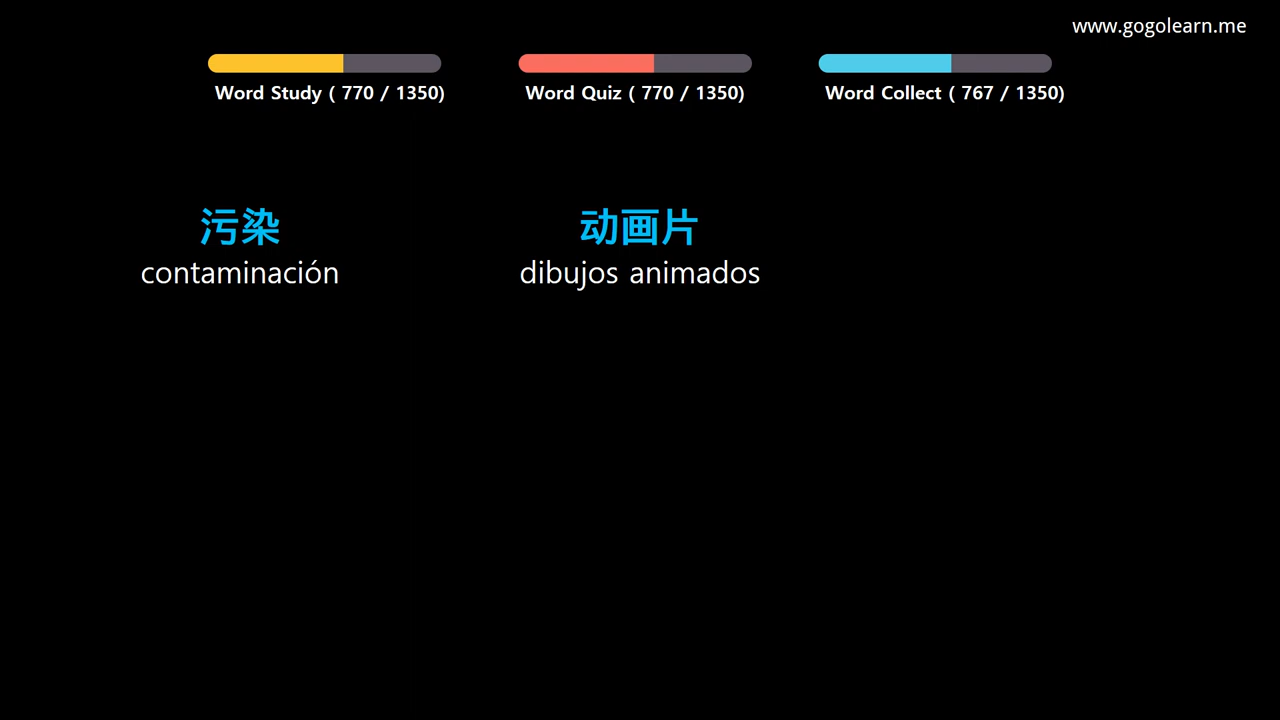 www.gogolearn.me
Word Study ( 770 / 1350)
Word Quiz ( 770 / 1350)
Word Collect ( 767 / 1350)
污染
contaminación
动画片
dibujos animados